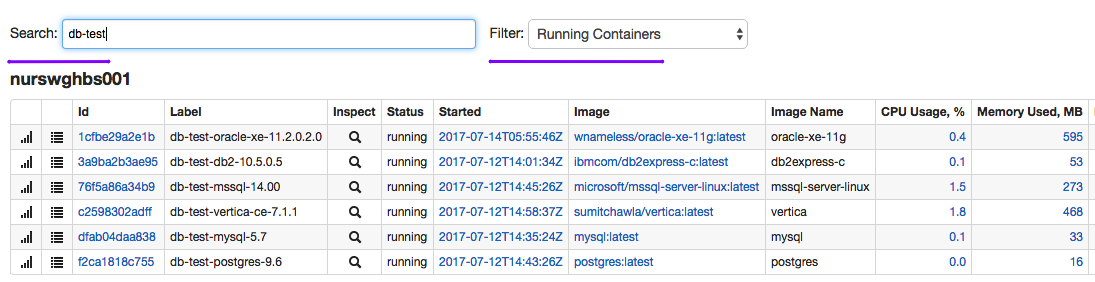 Search: db-test Filter: Running Containers
nurswghbs001
Id Label Inspect Status Started Image Image Name CPU Usage, % Memory Used, MB
1cfbe29a2e1b db-test-oracle-xe-11.2.0.2.0 running 2017-07-14T05:55:46Z wnameless/oracle-xe-11g:latest oracle-xe-11g 0.4 595
3a9ba2b3ae95 db-test-db2-10.5.0.5 running 2017-07-12T14:01:34Z ibmcom/db2express-c:latest db2express-c 0.1 53
76f5a86a34b9 db-test-mssql-14.00 running 2017-07-12T14:45:26Z microsoft/mssql-server-linux:latest mssql-server-linux 1.5 273
c2598302adff db-test-vertica-ce-7.1.1 running 2017-07-12T14:58:37Z sumitchawla/vertica:latest vertica 1.8 468
dfab04daa838 db-test-mysql-5.7 running 2017-07-12T14:35:24Z mysql:latest mysql 0.1 33
f2ca1818c755 db-test-postgres-9.6 running 2017-07-12T14:43:26Z postgres:latest postgres 0.0 16